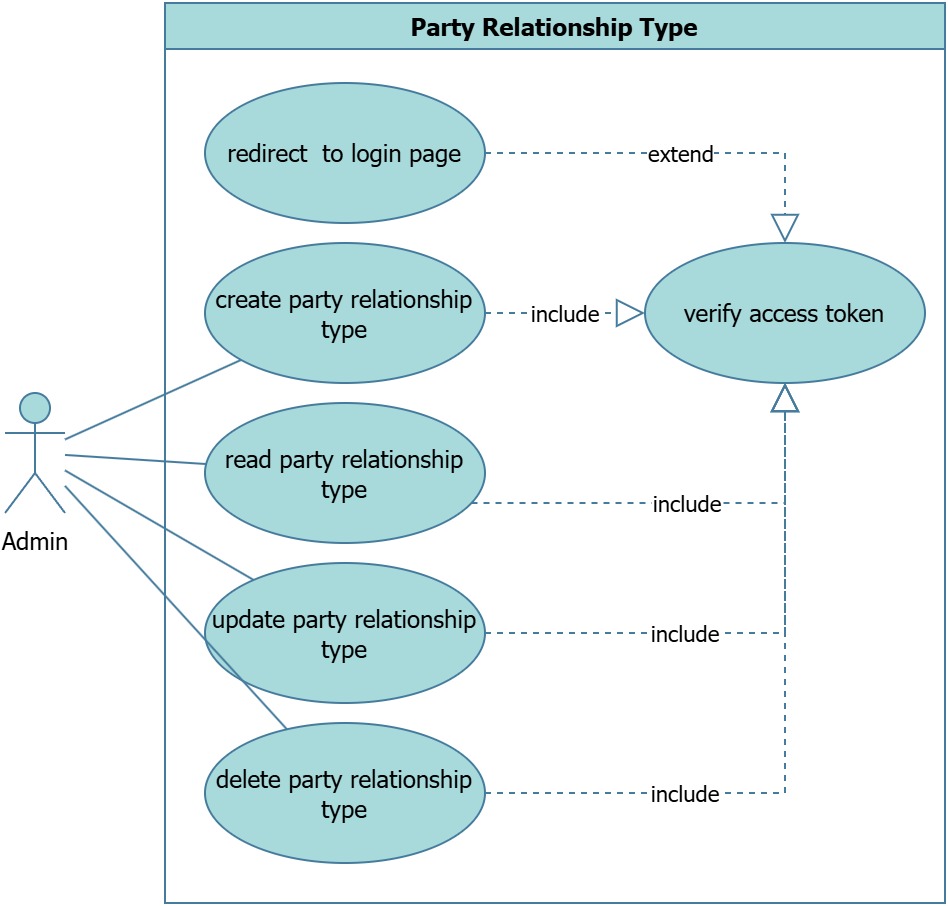 Party Relationship Type
redirect  to login page
extend
create party relationship
type
include
verify access token
read party relationship
type
include
Admin
update party relationship
type
include
delete party relationship
type
include